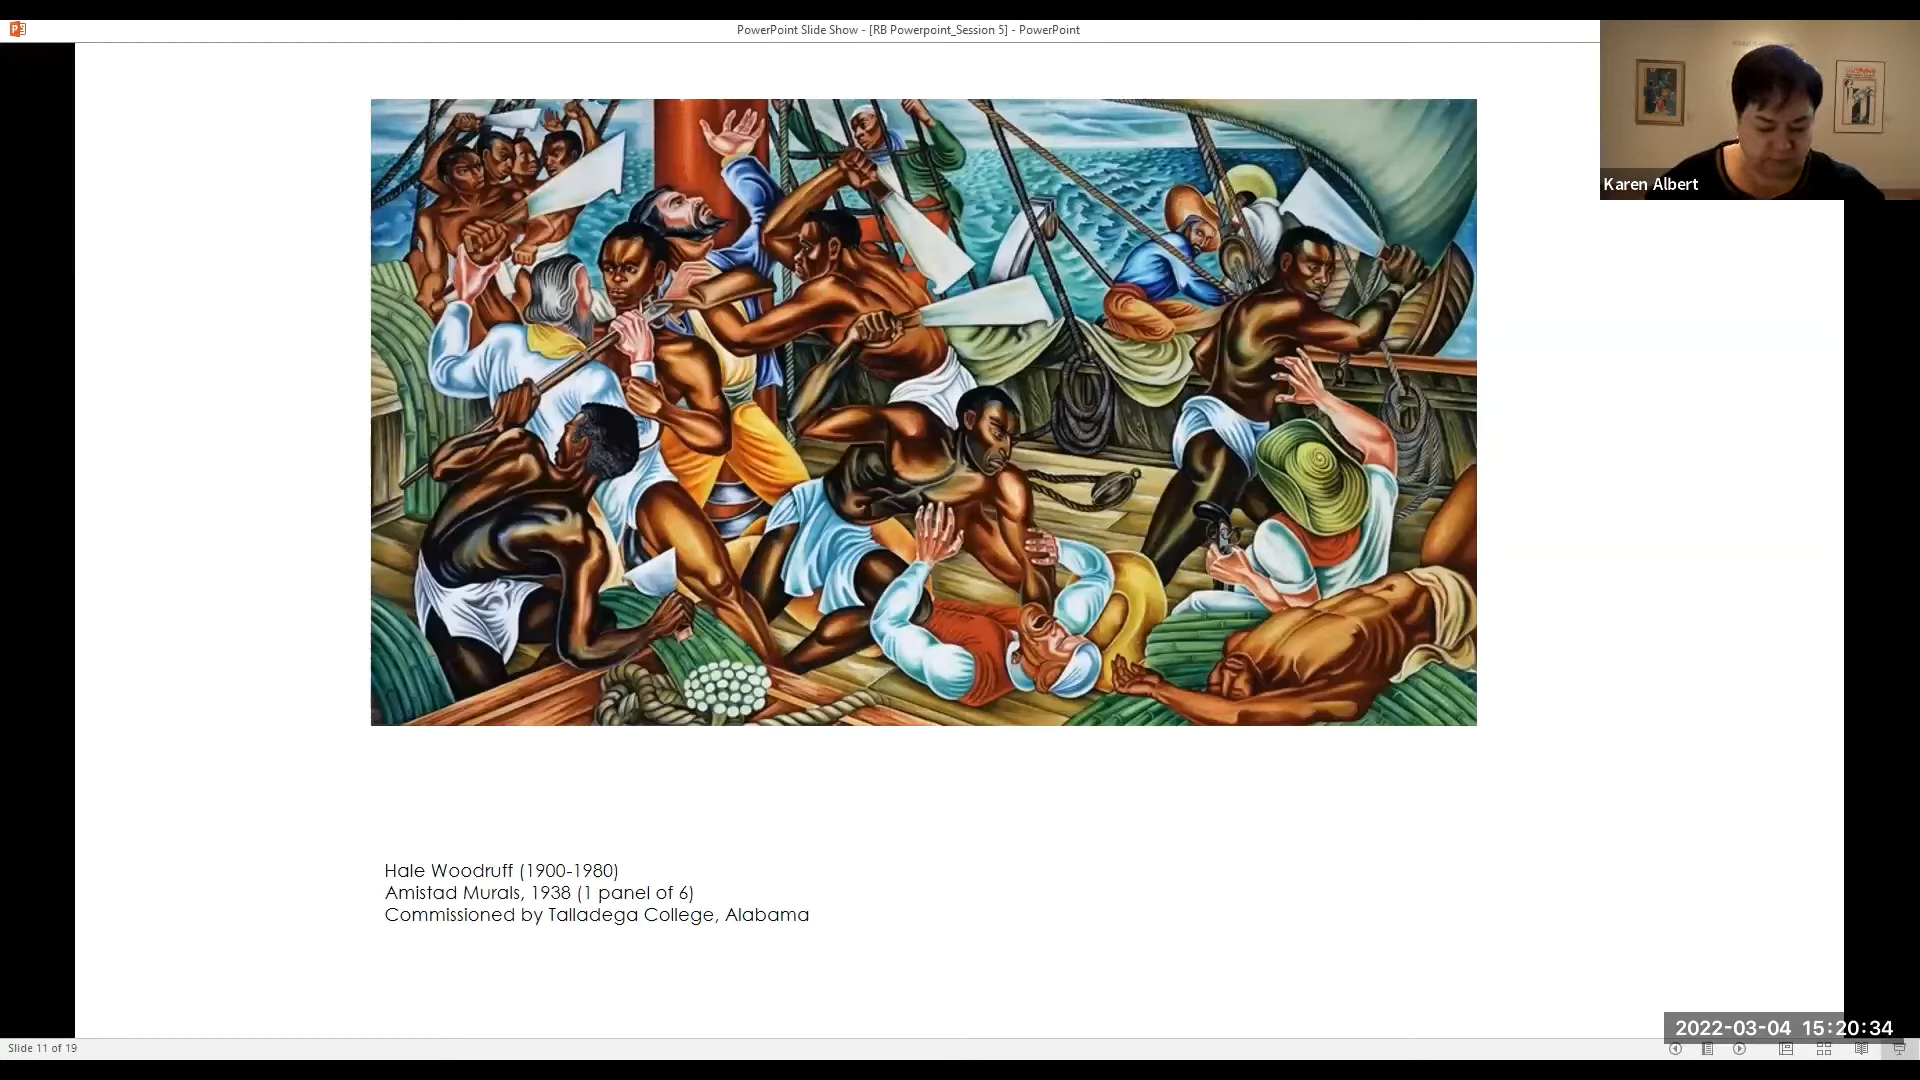 PowerPoint Slide Show - [RB Powerpoint_Session 5] - PowerPoint
Karen Albert
Hale Woodruff (1900-1980)
Amistad Murals, 1938 (1 panel of 6)
Commissioned by Talladega College, Alabama
2022-03-04 15:20:34
Slide 11 of 19